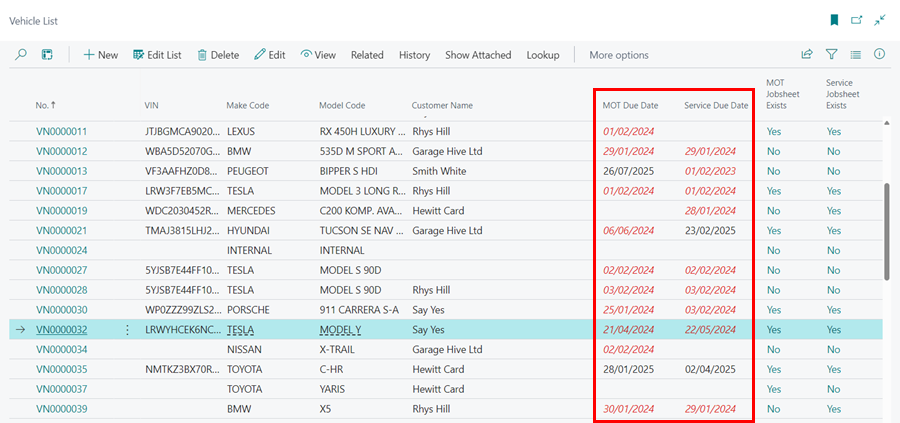 Vehicle List
New Edit List Delete Edit View Related History Show Attached Lookup More options
No. ↑ VIN Make Code Model Code Customer Name MOT Due Date Service Due Date MOT Jobsheet Exists Service Jobsheet Exists
VN0000011 JTJBGMCA9020... LEXUS RX 450H LUXURY ... Rhys Hill 01/02/2024 Yes Yes
VN0000012 WBA5D52070G... BMW 535D M SPORT A... Garage Hive Ltd 29/01/2024 29/01/2024 No No
VN0000013 VF3AAFHZ0D8... PEUGEOT BIPPER S HDI Smith White 26/07/2025 01/02/2023 No Yes
VN0000017 LRW3F7EB5MC... TESLA MODEL 3 LONG R... Rhys Hill 01/02/2024 01/02/2024 Yes Yes
VN0000019 WDC2030452R... MERCEDES C200 KOMP. AVA... Hewitt Card 28/01/2024 No Yes
VN0000021 TMAJ3815LHJ2... HYUNDAI TUCSON SE NAV ... Garage Hive Ltd 06/06/2024 23/02/2025 Yes Yes
VN0000024 INTERNAL INTERNAL No No
VN0000027 5YJSB7E44FF10... TESLA MODEL S 90D 02/02/2024 02/02/2024 No Yes
VN0000028 5YJSB7E44FF10... TESLA MODEL S 90D Rhys Hill 03/02/2024 03/02/2024 No Yes
VN0000030 WP0ZZZ99ZLS2... PORSCHE 911 CARRERA S-A Say Yes 25/01/2024 03/02/2024 Yes Yes
VN0000032 LRWYHCEK6NC... TESLA MODEL Y Say Yes 21/04/2024 22/05/2024 Yes Yes
VN0000034 NISSAN X-TRAIL Garage Hive Ltd 02/02/2024 No No
VN0000035 NMTKZ3BX70R... TOYOTA C-HR Hewitt Card 28/01/2025 02/04/2025 Yes Yes
VN0000037 TOYOTA YARIS Hewitt Card Yes No
VN0000039 BMW X5 Rhys Hill 30/01/2024 29/01/2024 No Yes